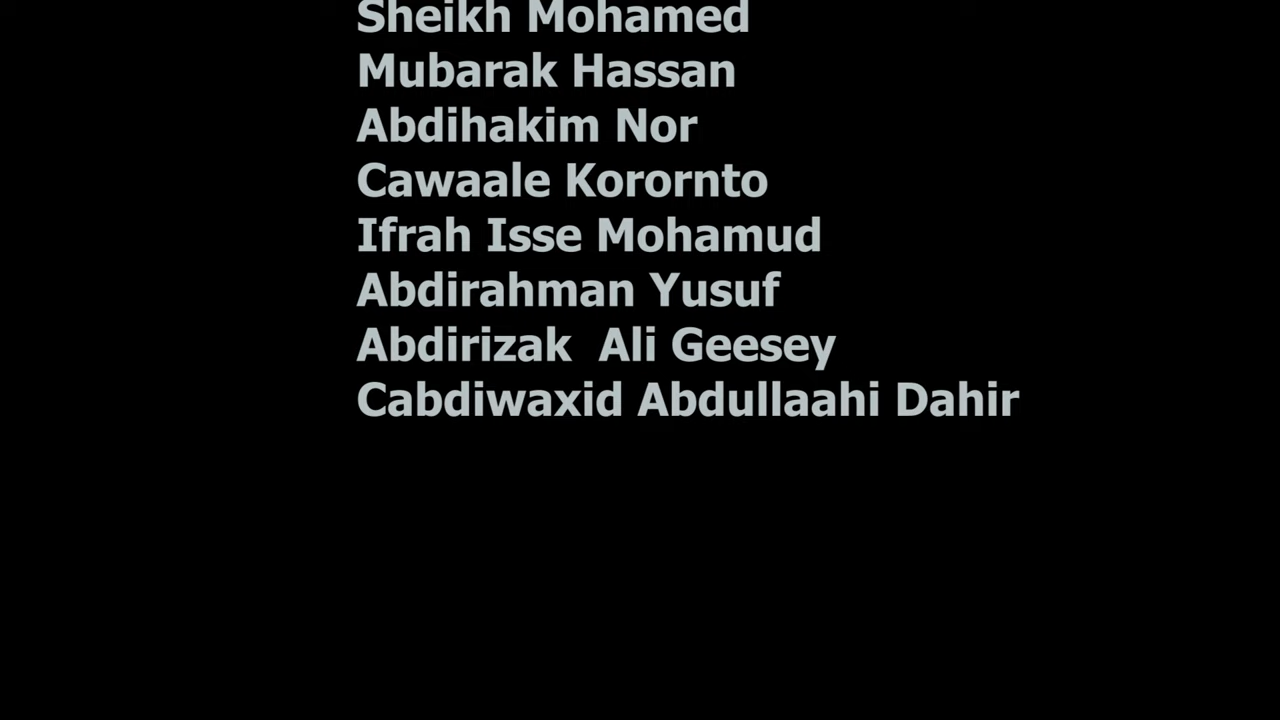 Sheikh Mohamed
Mubarak Hassan
Abdihakim Nor
Cawaale Korornto
Ifrah Isse Mohamud
Abdirahman Yusuf
Abdirizak  Ali Geesey
Cabdiwaxid Abdullaahi Dahir